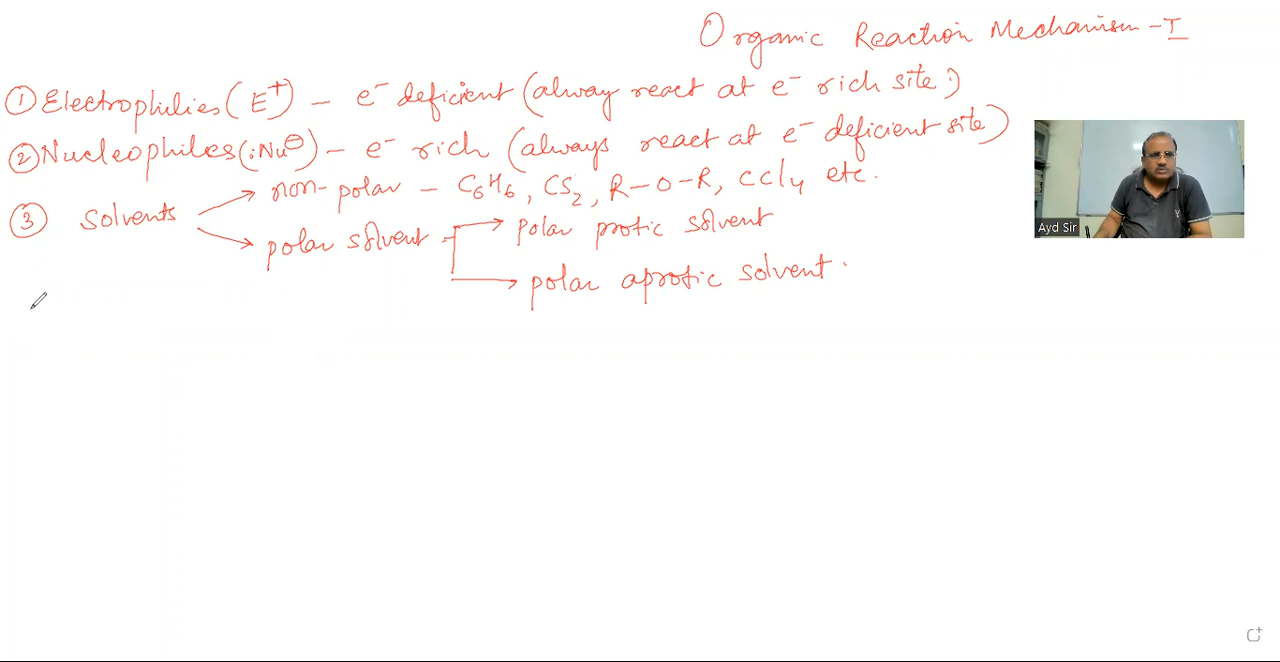 Organic Reaction Mechanism - I
① Electrophilies (E⁺) – e⁻ deficient (alway react at e⁻ rich site)
② Nucleophiles (:Nu⊖) – e⁻ rich (always react at e⁻ deficient site)
③ Solvents → non-polar – C₆H₆, CS₂, R–O–R, CCl₄ etc.
→ polar solvent → polar protic solvent
→ polar aprotic solvent.
Ayd Sir